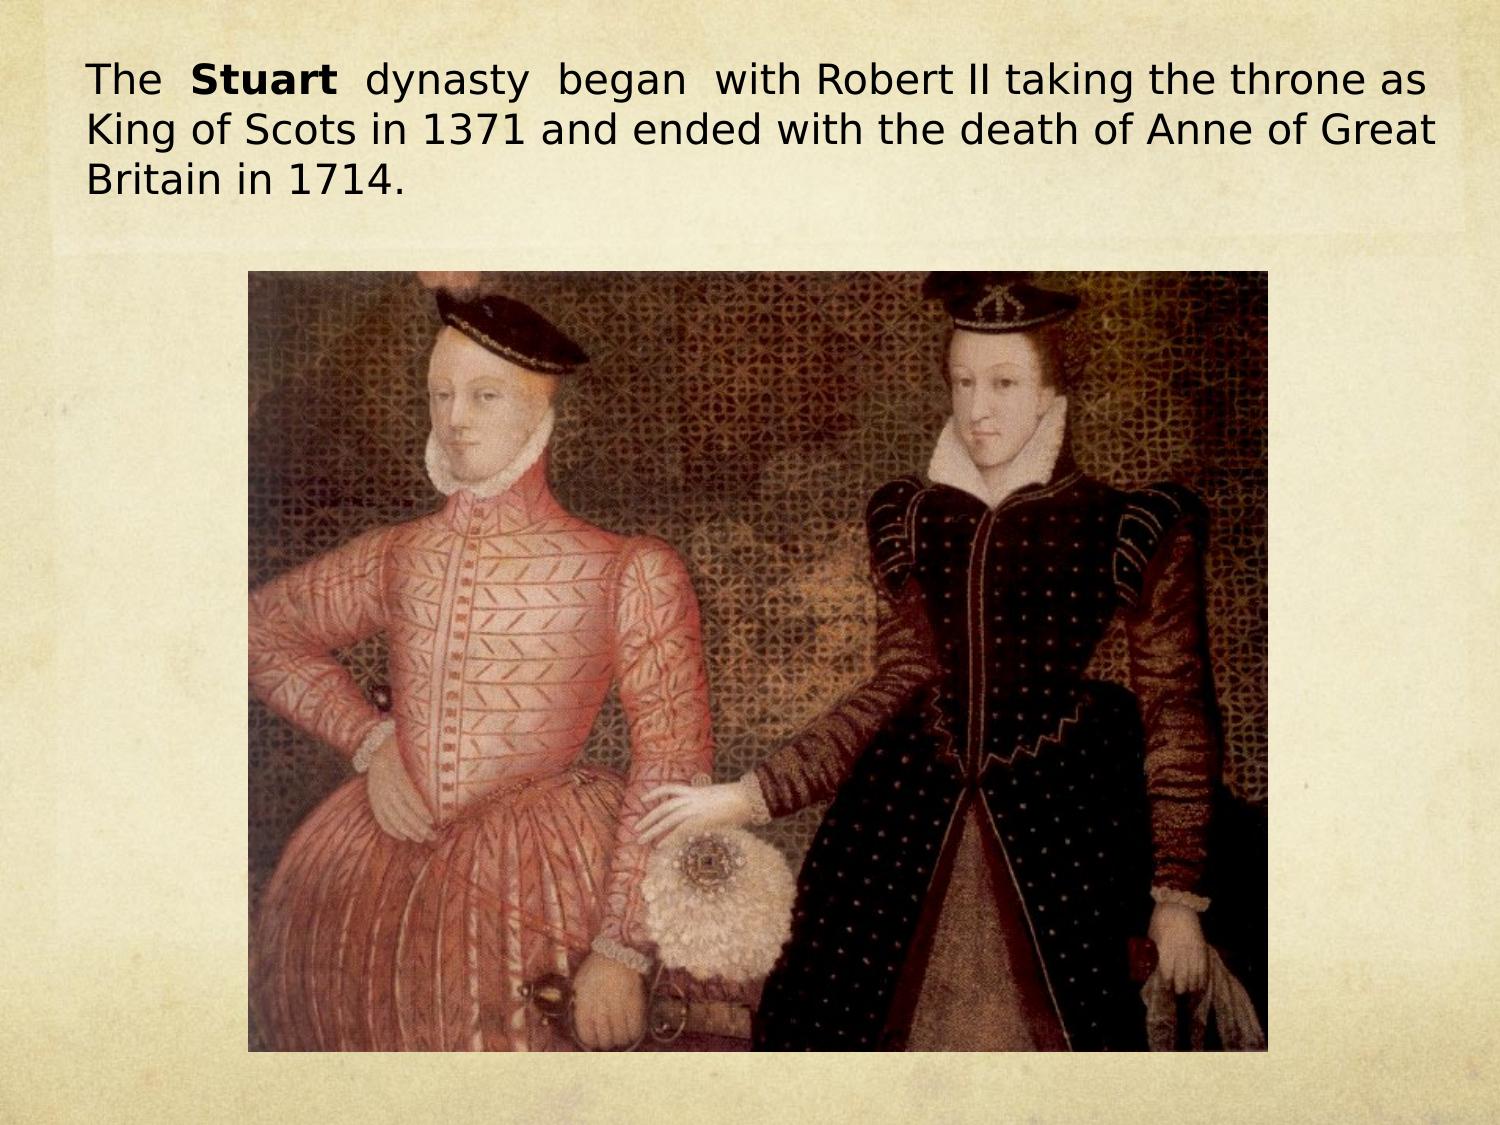 The Stuart dynasty began with Robert II taking the throne as
King of Scots in 1371 and ended with the death of Anne of Great
Britain in 1714.